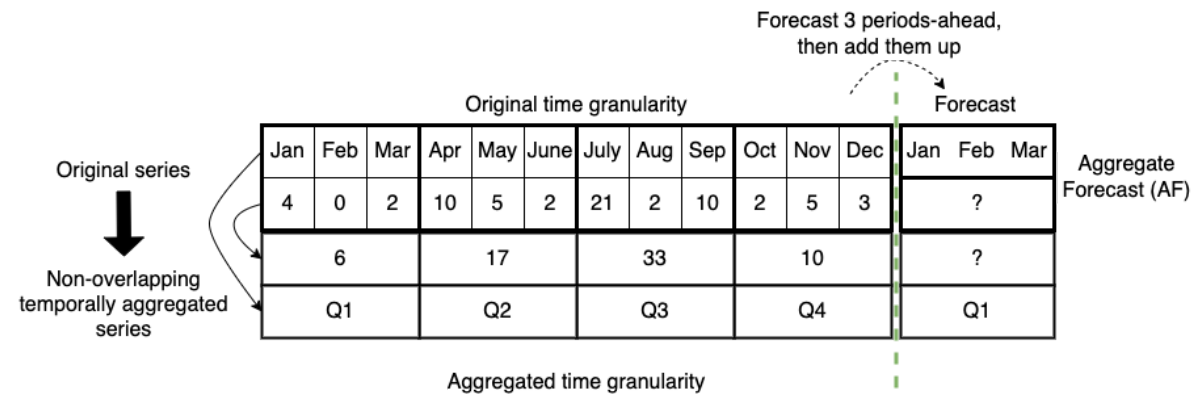 Forecast 3 periods-ahead,
then add them up
Original time granularity
Forecast
Original series
Jan Feb Mar Apr May June July Aug Sep Oct Nov Dec Jan Feb Mar
4 0 2 10 5 2 21 2 10 2 5 3 ?
Aggregate
Forecast (AF)
Non-overlapping
temporally aggregated
series
6 17 33 10 ?
Q1 Q2 Q3 Q4 Q1
Aggregated time granularity